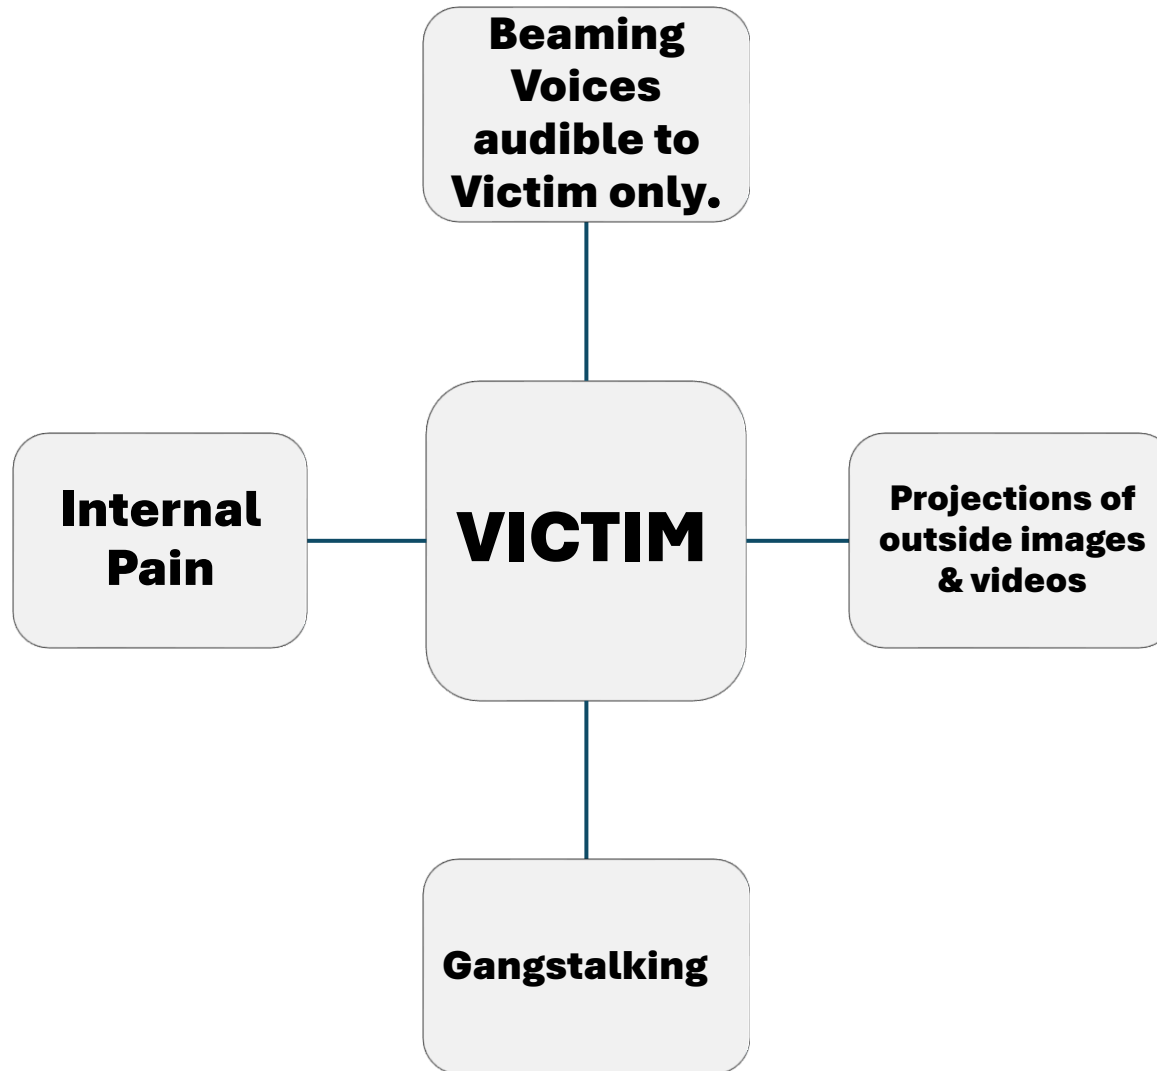 Beaming
Voices
audible to
Victim only.
Internal
Pain
VICTIM
Projections of
outside images
& videos
Gangstalking